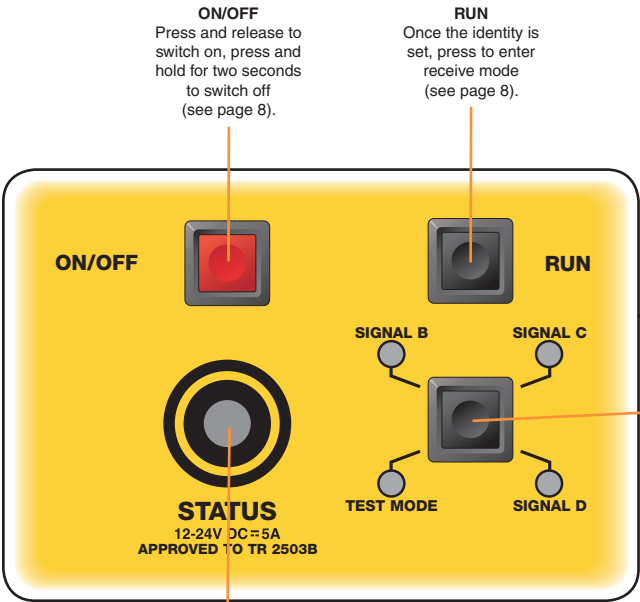 ON/OFF
Press and release to
switch on, press and
hold for two seconds
to switch off
(see page 8).
RUN
Once the identity is
set, press to enter
receive mode
(see page 8).
ON/OFF
RUN
SIGNAL B
SIGNAL C
TEST MODE
SIGNAL D
STATUS
12-24V DC⎓5A
APPROVED TO TR 2503B